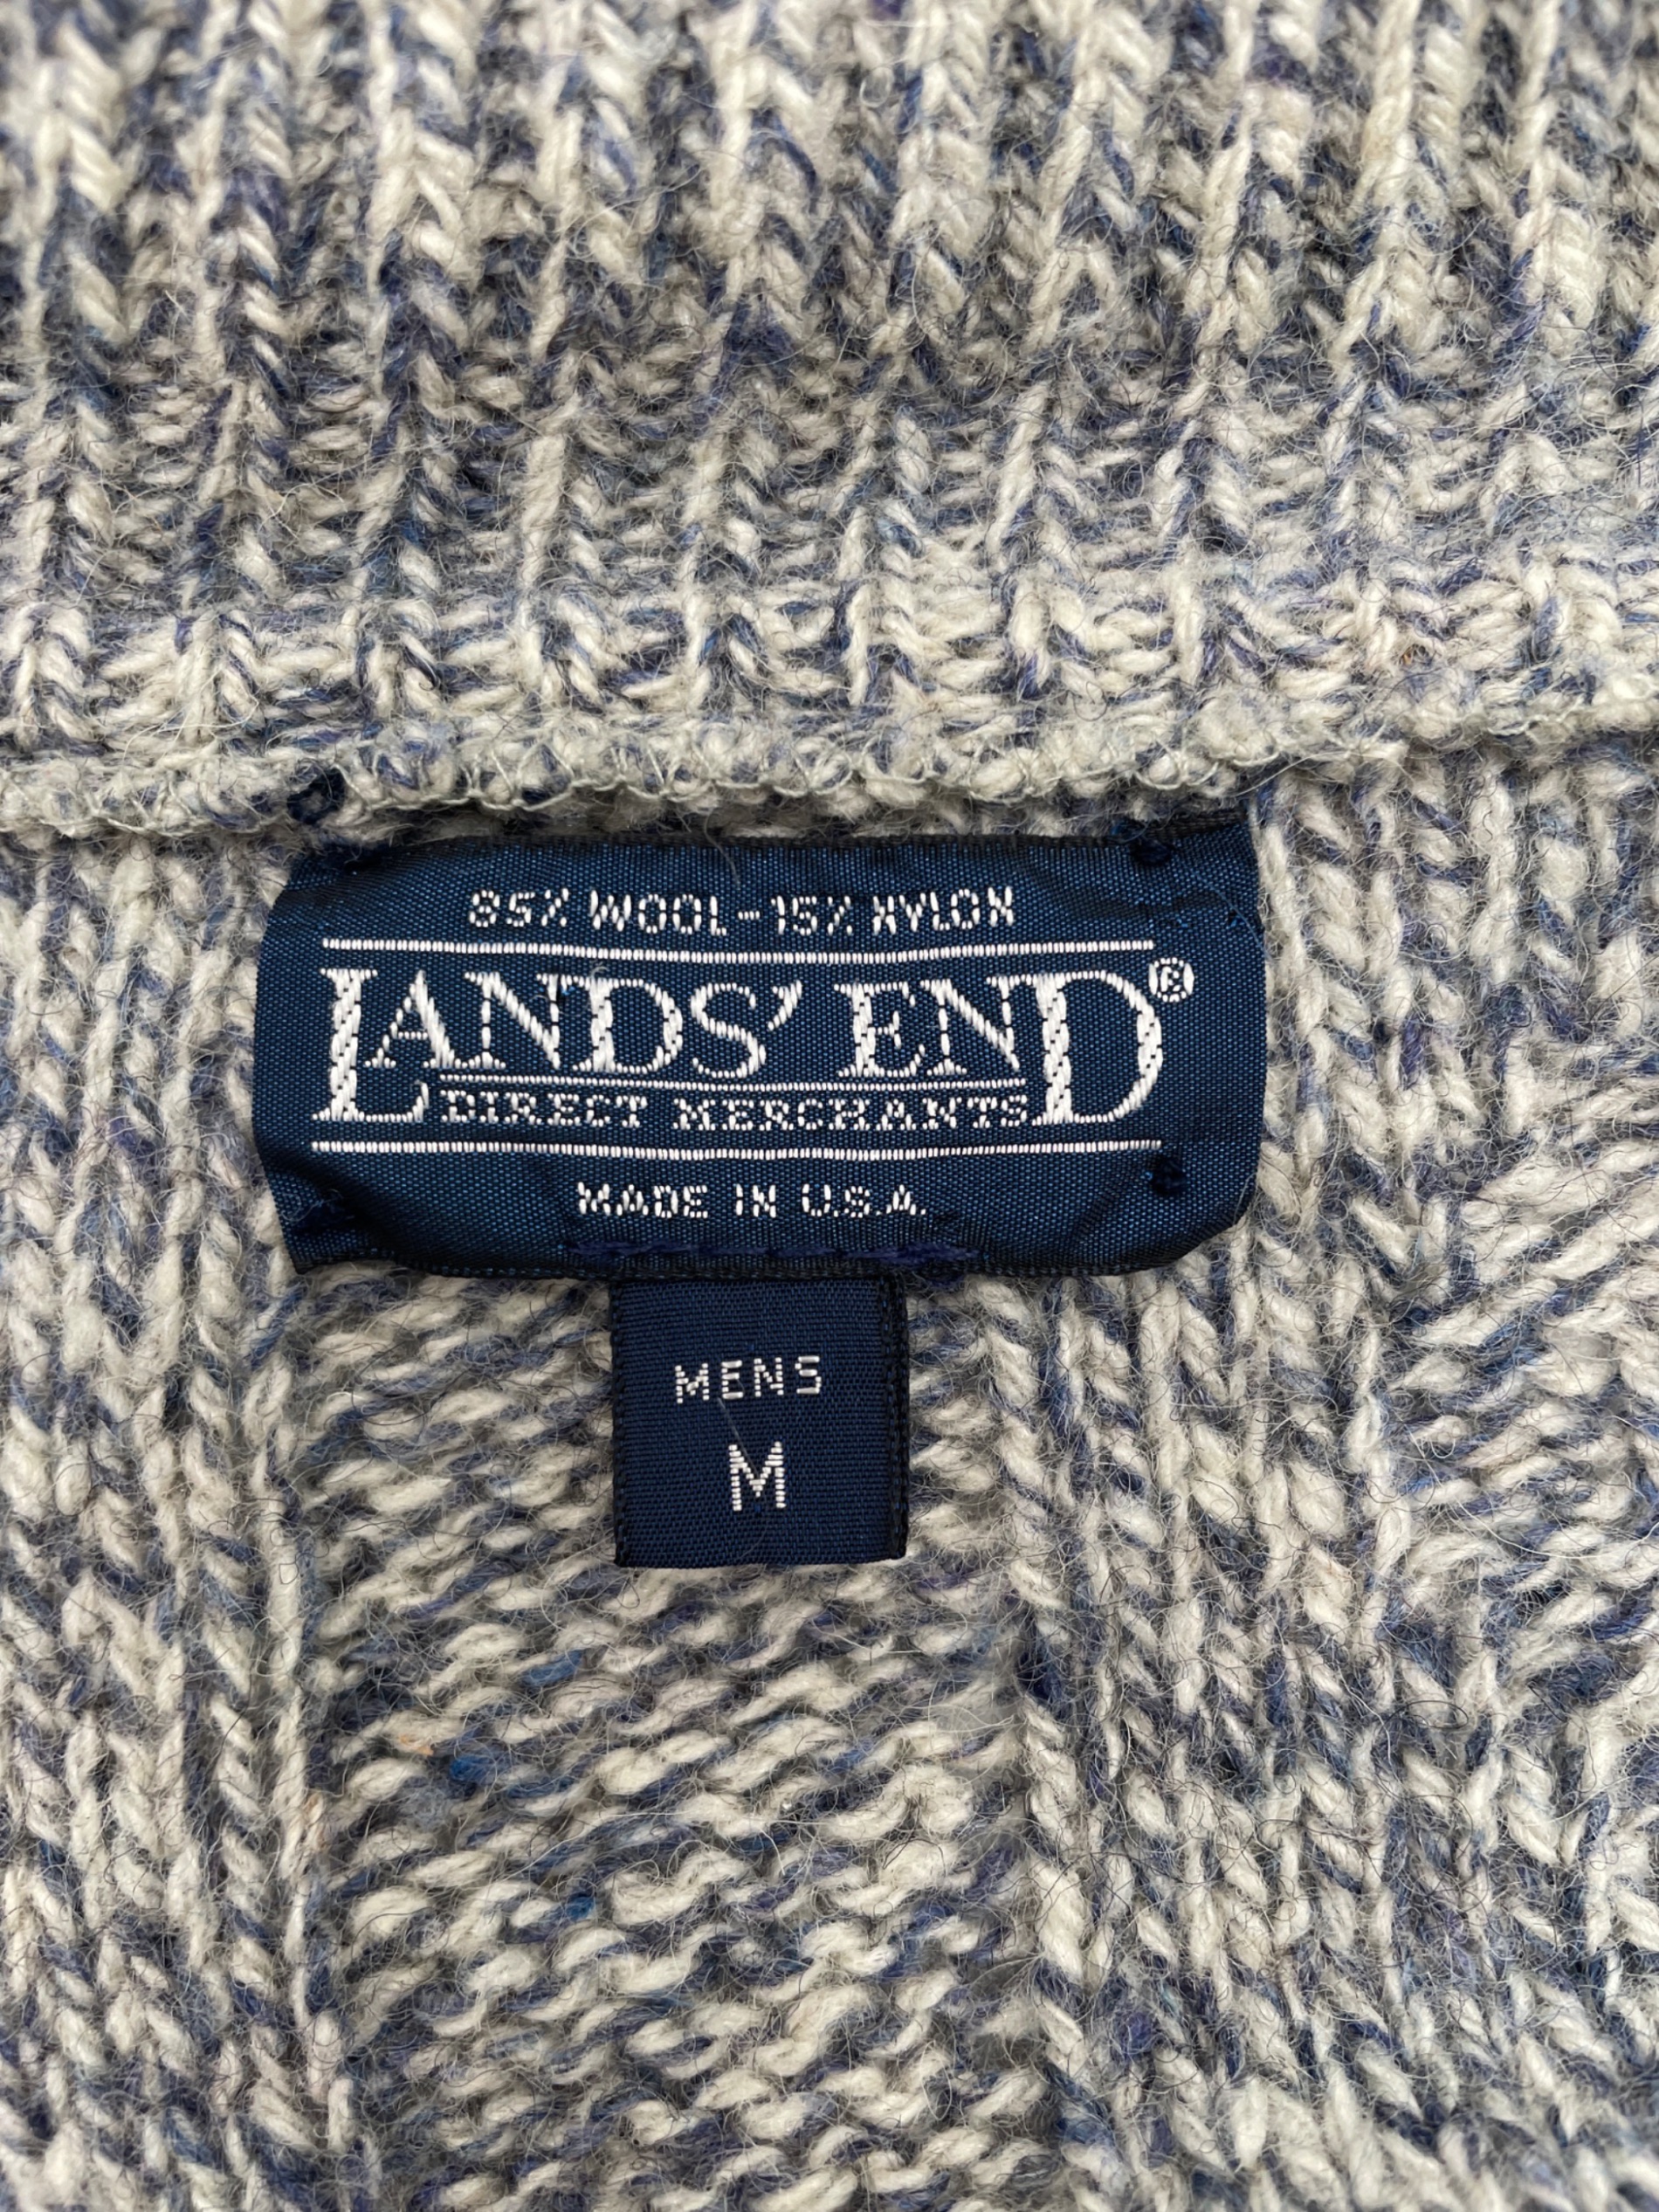 85% WOOL-15% NYLON
LANDS' END®
DIRECT MERCHANTS
MADE IN U.S.A.
MENS
M